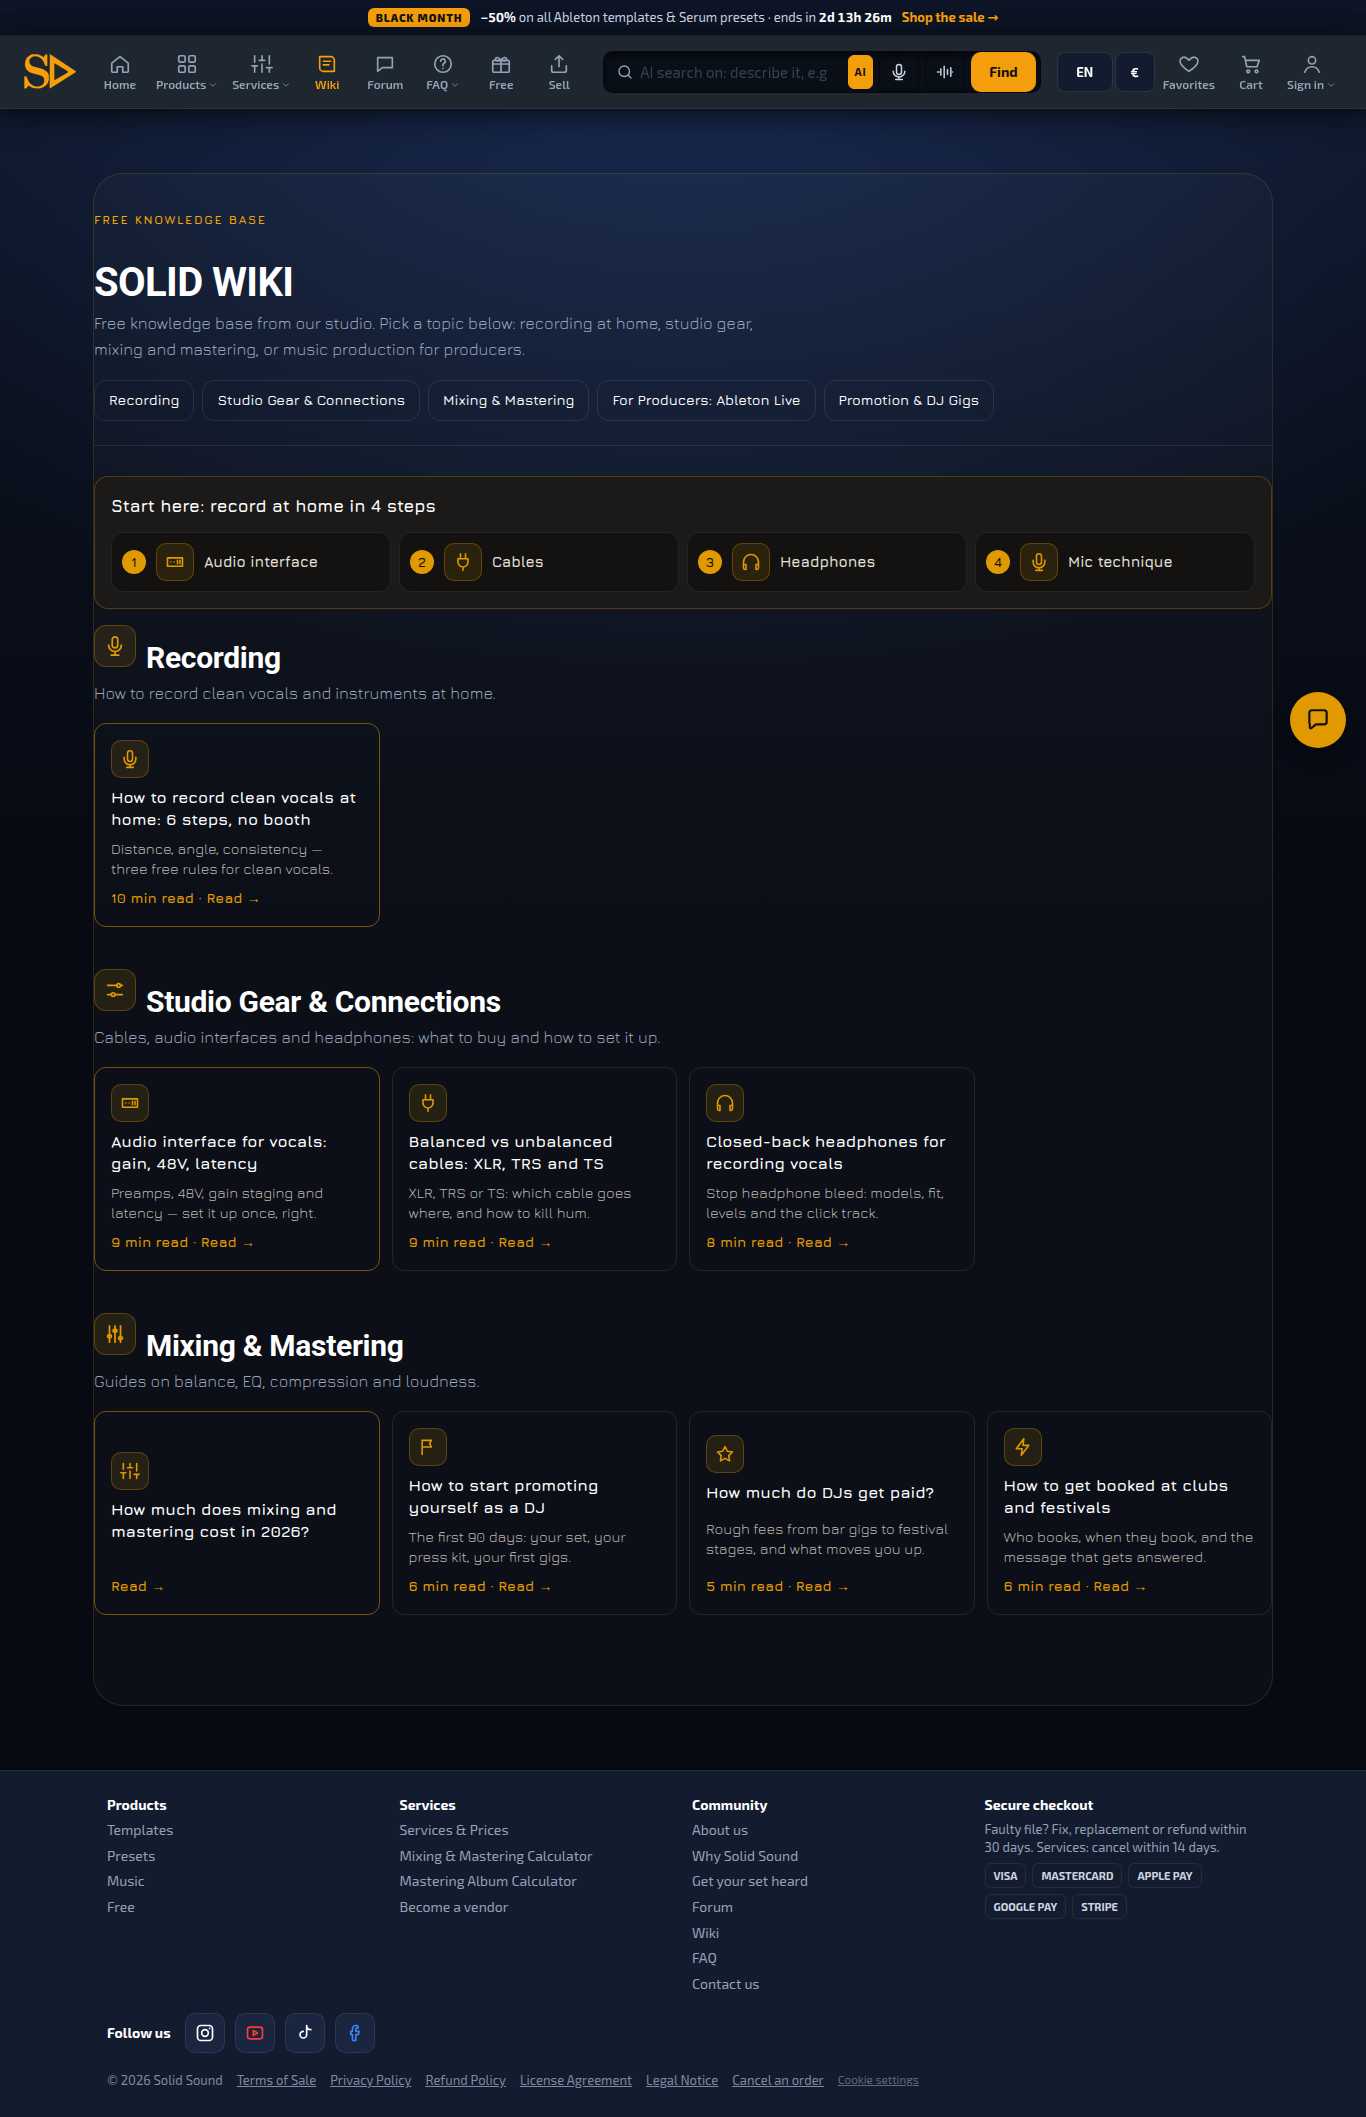 BLACK MONTH −50% on all Ableton templates & Serum presets · ends in 2d 13h 26m Shop the sale →
Home
Products
Services
Wiki
Forum
FAQ
Free
Sell
AI search on: describe it, e.g
AI
Find
EN
€
Favorites
Cart
Sign in
FREE KNOWLEDGE BASE
SOLID WIKI
Free knowledge base from our studio. Pick a topic below: recording at home, studio gear,
mixing and mastering, or music production for producers.
Recording
Studio Gear & Connections
Mixing & Mastering
For Producers: Ableton Live
Promotion & DJ Gigs
Start here: record at home in 4 steps
1 Audio interface
2 Cables
3 Headphones
4 Mic technique
Recording
How to record clean vocals and instruments at home.
How to record clean vocals at
home: 6 steps, no booth
Distance, angle, consistency —
three free rules for clean vocals.
10 min read · Read →
Studio Gear & Connections
Cables, audio interfaces and headphones: what to buy and how to set it up.
Audio interface for vocals:
gain, 48V, latency
Preamps, 48V, gain staging and
latency — set it up once, right.
9 min read · Read →
Balanced vs unbalanced
cables: XLR, TRS and TS
XLR, TRS or TS: which cable goes
where, and how to kill hum.
9 min read · Read →
Closed-back headphones for
recording vocals
Stop headphone bleed: models, fit,
levels and the click track.
8 min read · Read →
Mixing & Mastering
Guides on balance, EQ, compression and loudness.
How much does mixing and
mastering cost in 2026?
Read →
How to start promoting
yourself as a DJ
The first 90 days: your set, your
press kit, your first gigs.
6 min read · Read →
How much do DJs get paid?
Rough fees from bar gigs to festival
stages, and what moves you up.
5 min read · Read →
How to get booked at clubs
and festivals
Who books, when they book, and the
message that gets answered.
6 min read · Read →
Products
Templates
Presets
Music
Free
Services
Services & Prices
Mixing & Mastering Calculator
Mastering Album Calculator
Become a vendor
Community
About us
Why Solid Sound
Get your set heard
Forum
Wiki
FAQ
Contact us
Secure checkout
Faulty file? Fix, replacement or refund within
30 days. Services: cancel within 14 days.
VISA MASTERCARD APPLE PAY
GOOGLE PAY STRIPE
Follow us
© 2026 Solid Sound Terms of Sale Privacy Policy Refund Policy License Agreement Legal Notice Cancel an order Cookie settings